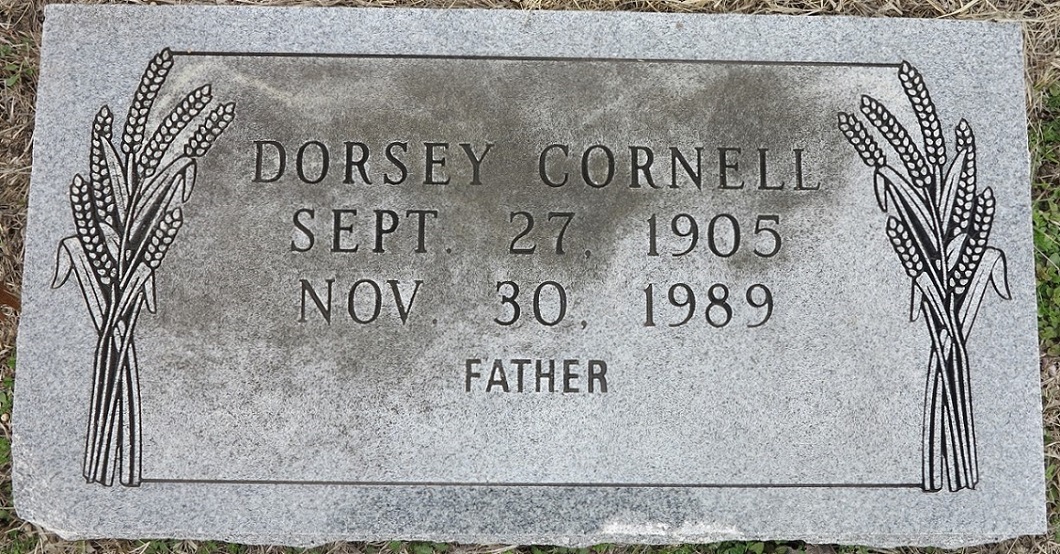 DORSEY CORNELL
SEPT. 27, 1905
NOV. 30, 1989
FATHER